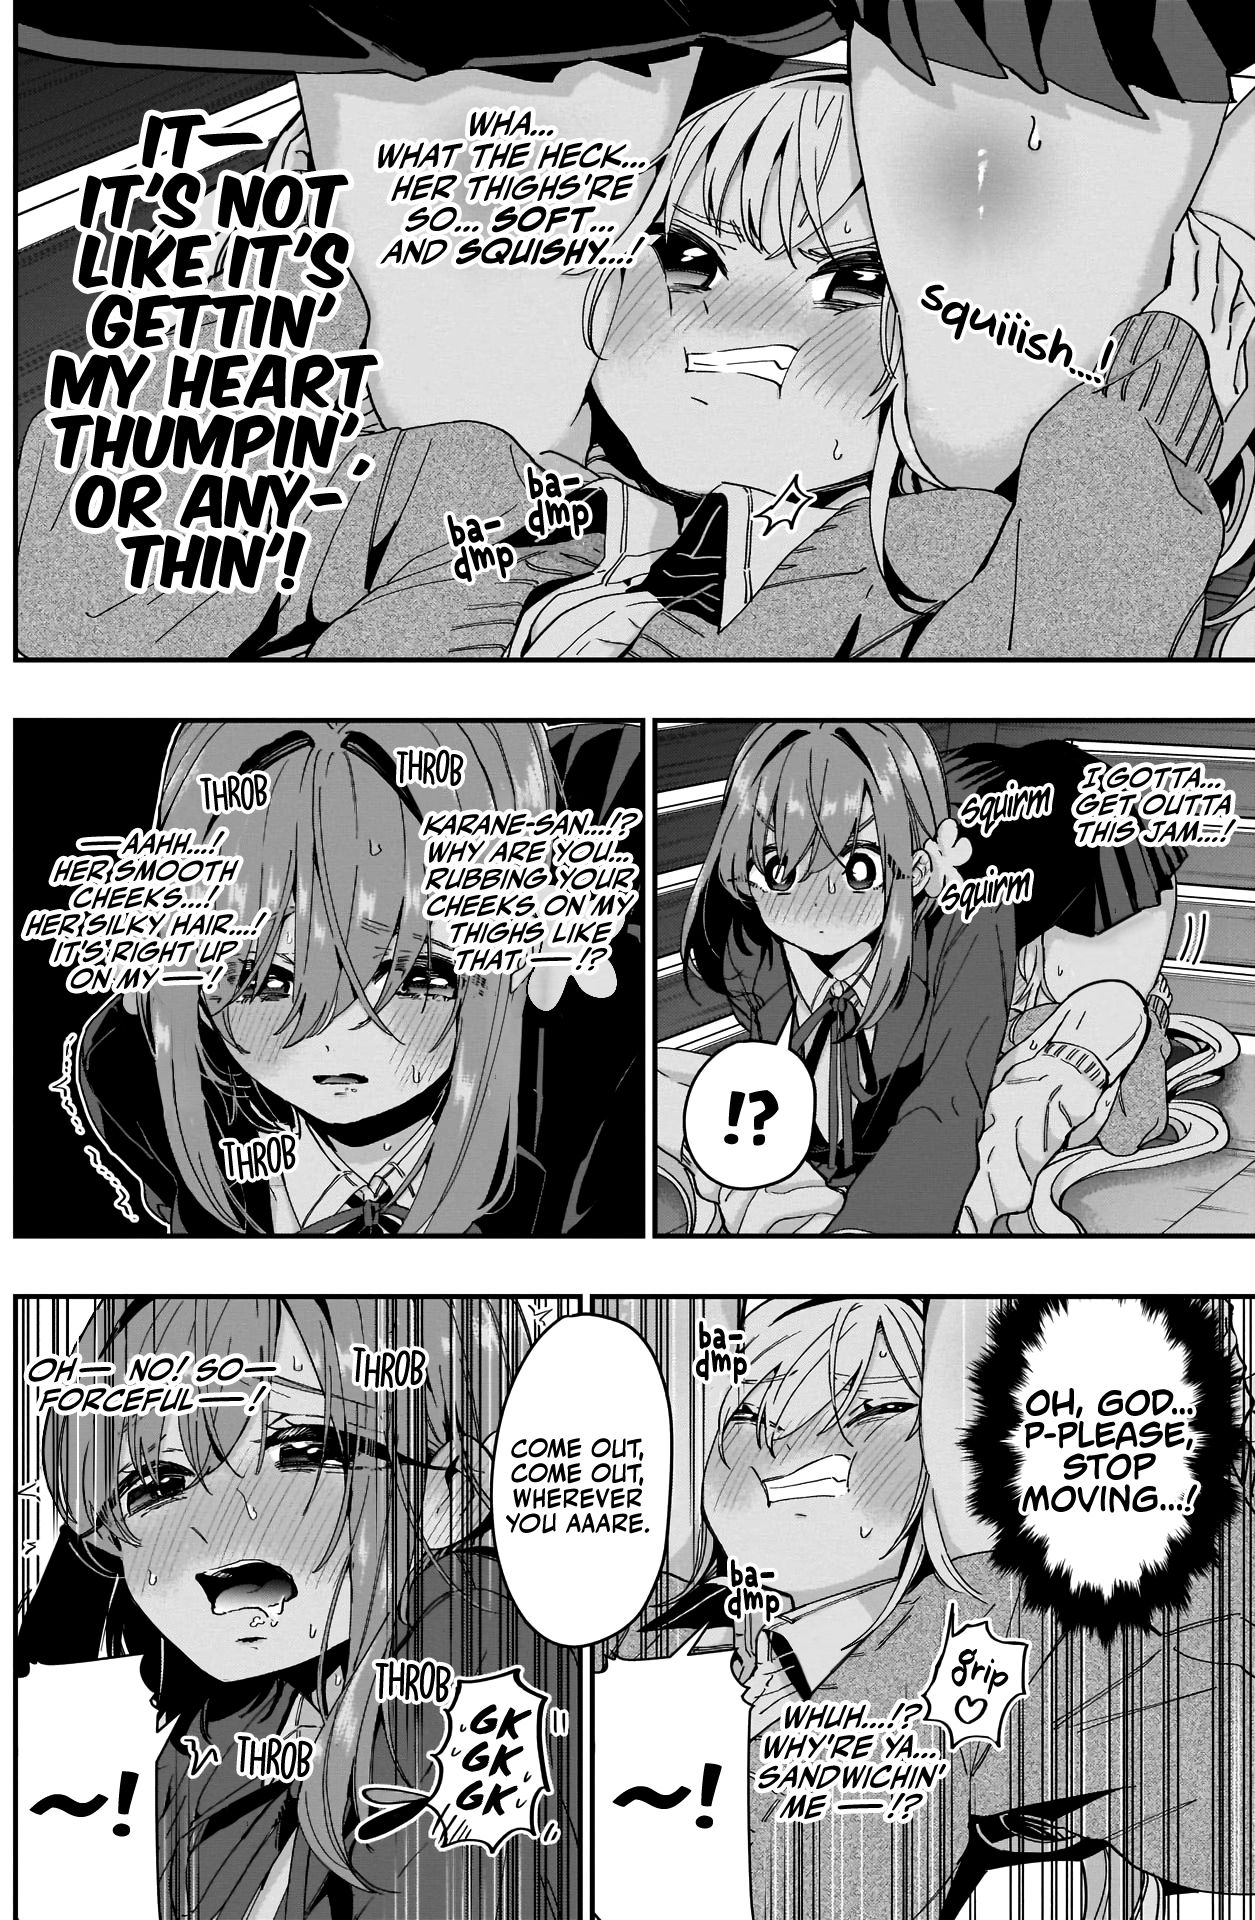 WHA...
WHAT THE HECK...
HER THIGHS'RE
SO... SOFT...
AND SQUISHY...!
squiiish...!
IT—
IT'S NOT
LIKE IT'S
GETTIN'
MY HEART
THUMPIN',
OR ANY-
THIN'!
ba-
dmp
ba-
dmp
I GOTTA...
GET OUTTA
THIS JAM—!
squirm
squirm
!?
THROB
THROB
KARANE-SAN...!?
WHY ARE YOU...
RUBBING YOUR
CHEEKS ON MY
THIGHS LIKE
THAT—!?
—AAHH...!
HER SMOOTH
CHEEKS...!
HER SILKY HAIR...!
IT'S RIGHT UP
ON MY—!
THROB
OH, GOD...
P-PLEASE,
STOP
MOVING...!
ba-
dmp
ba-
dmp
grip
♡
WHUH...!?
WHY'RE YA...
SANDWICHIN'
ME—!?
~!
COME OUT,
COME OUT,
WHEREVER
YOU AAARE.
THROB
OH— NO! SO—
FORCEFUL—!
THROB
GK
GK
GK
THROB
~!